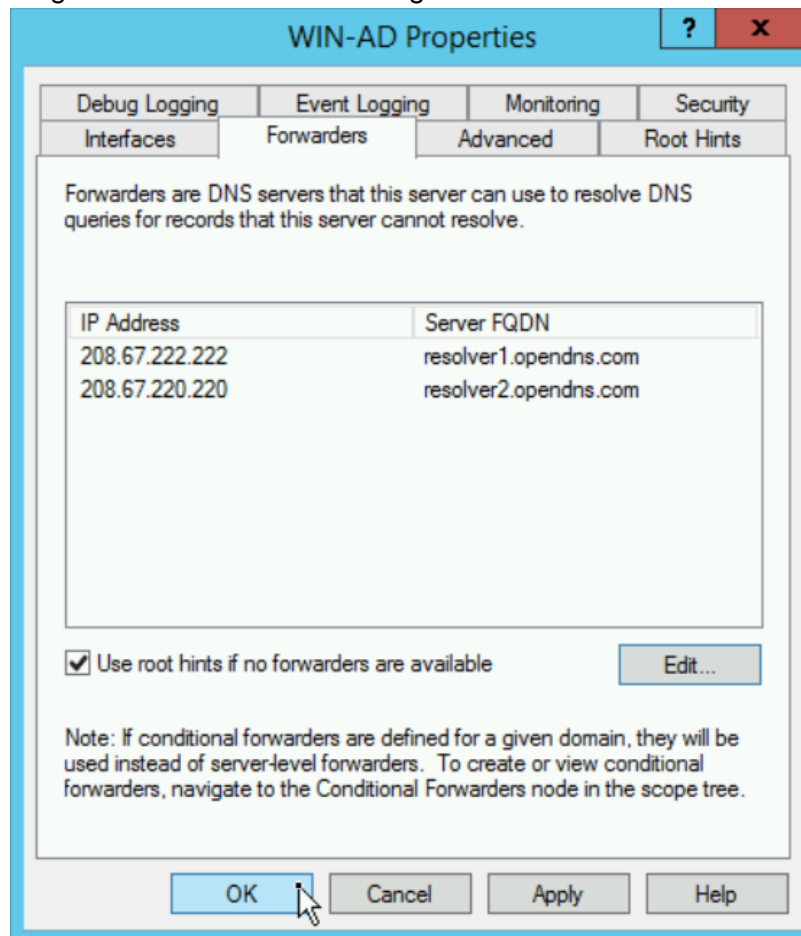 WIN-AD Properties
?
x
Debug Logging
Event Logging
Monitoring
Security
Interfaces
Forwarders
Advanced
Root Hints
Forwarders are DNS servers that this server can use to resolve DNS
queries for records that this server cannot resolve.
IP Address
Server FQDN
208.67.222.222
resolver1.opendns.com
208.67.220.220
resolver2.opendns.com
Use root hints if no forwarders are available
Edit...
Note: If conditional forwarders are defined for a given domain, they will be
used instead of server-level forwarders. To create or view conditional
forwarders, navigate to the Conditional Forwarders node in the scope tree.
OK
Cancel
Apply
Help